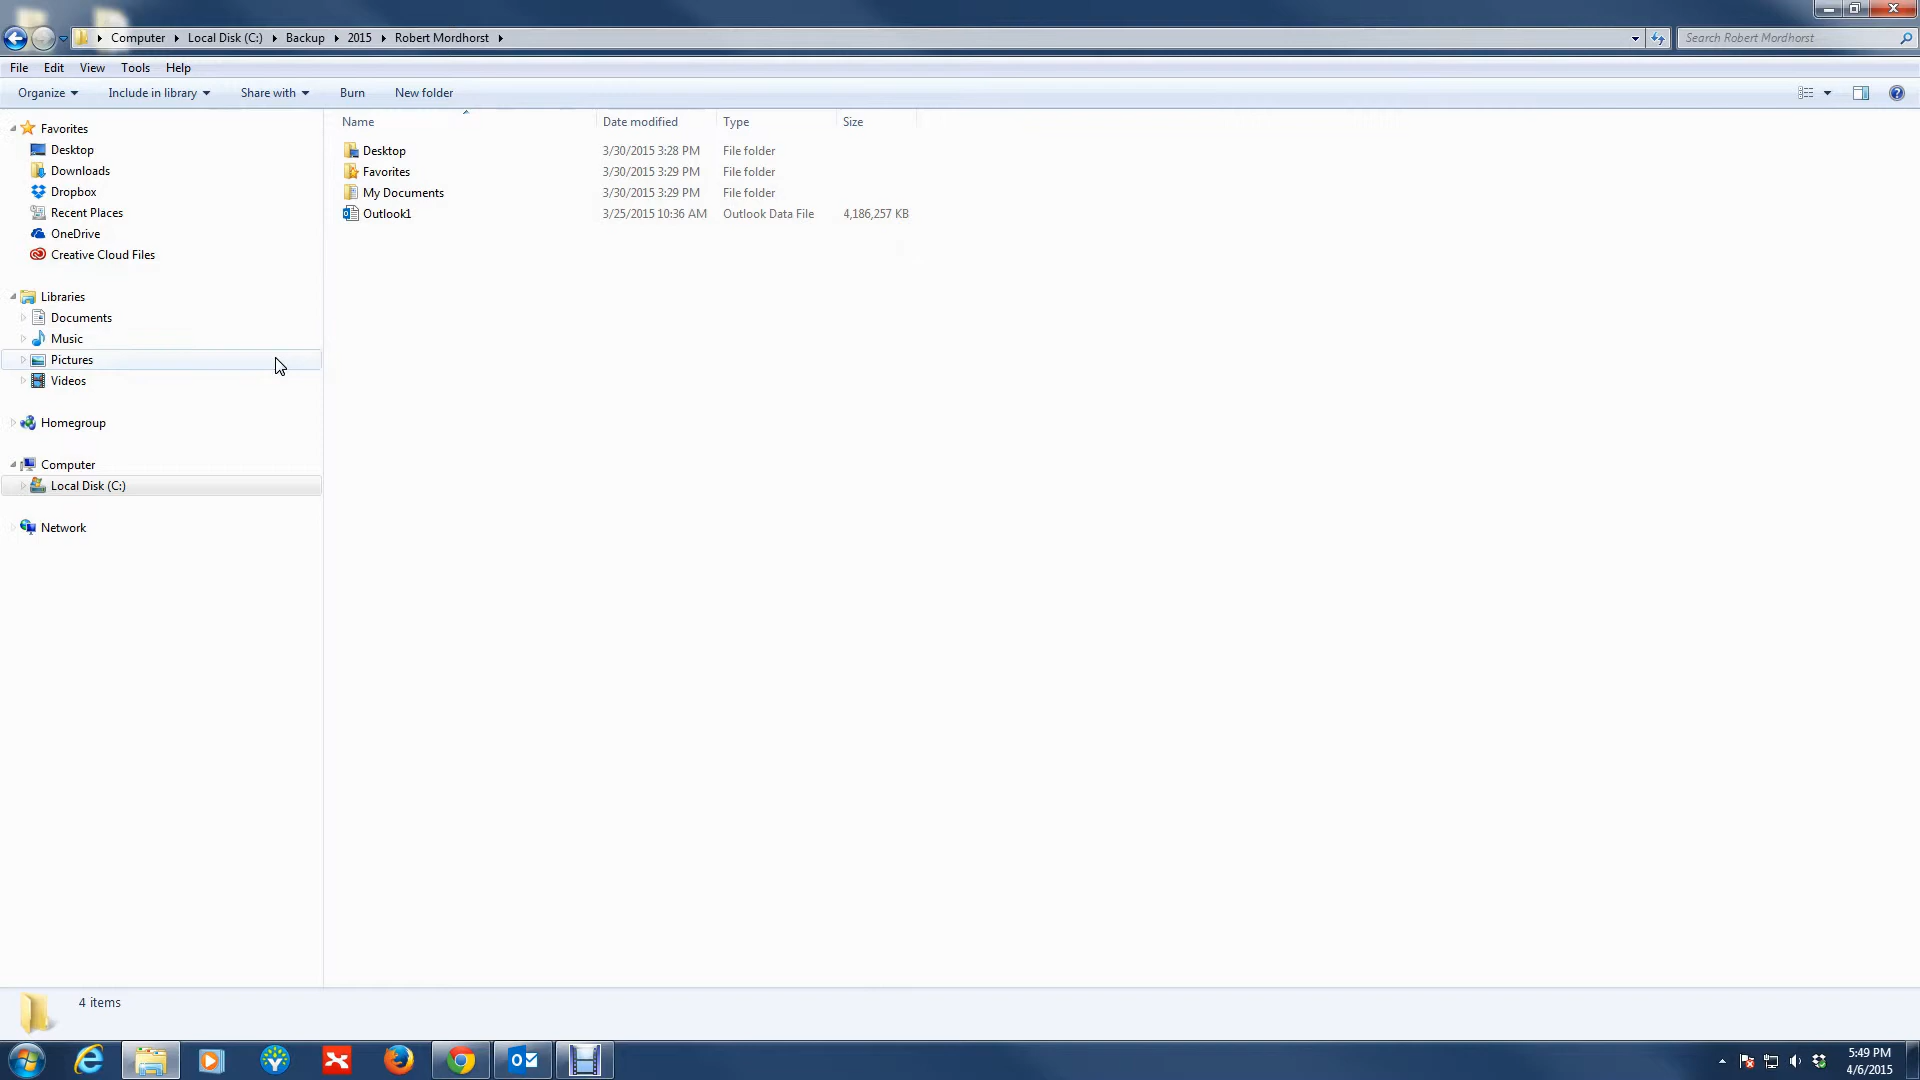 Computer Local Disk (C:) Backup 2015 Robert Mordhorst Search Robert Mordhorst
File Edit View Tools Help
Organize Include in library Share with Burn New folder
Name Date modified Type Size
Favorites
Desktop
Downloads
Dropbox
Recent Places
OneDrive
Creative Cloud Files
Libraries
Documents
Music
Pictures
Videos
Homegroup
Computer
Local Disk (C:)
Network
Desktop 3/30/2015 3:28 PM File folder
Favorites 3/30/2015 3:29 PM File folder
My Documents 3/30/2015 3:29 PM File folder
Outlook1 3/25/2015 10:36 AM Outlook Data File 4,186,257 KB
4 items
5:49 PM
4/6/2015